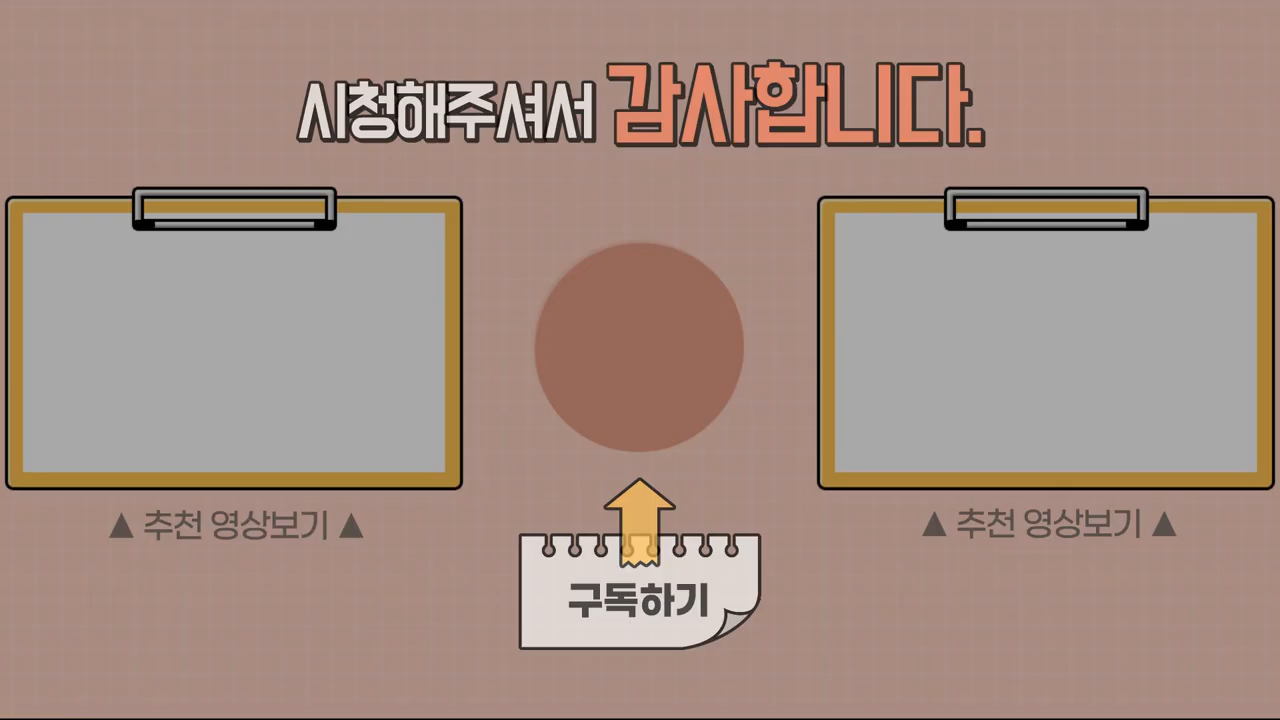 시청해주셔서 감사합니다.
▲ 추천 영상보기 ▲
▲ 추천 영상보기 ▲
구독하기